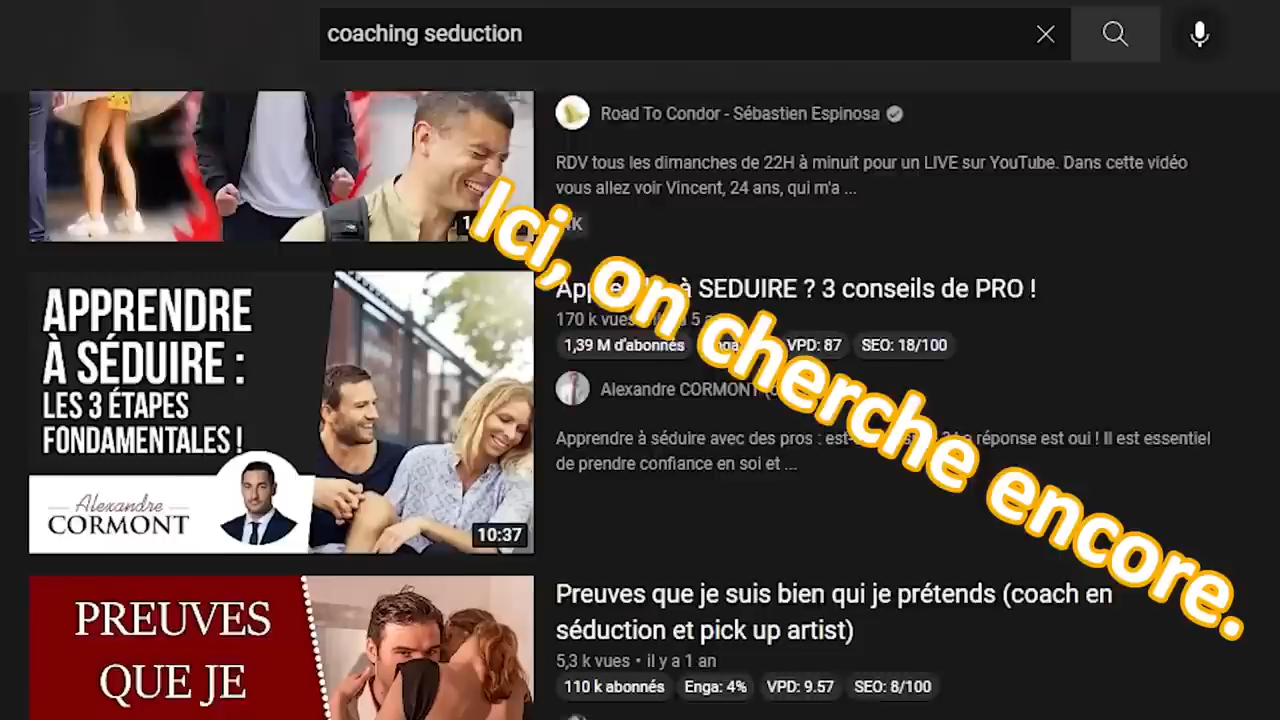 coaching seduction
Road To Condor - Sébastien Espinosa
RDV tous les dimanches de 22H à minuit pour un LIVE sur YouTube. Dans cette vidéo
vous allez voir Vincent, 24 ans, qui m'a ...
Ici, on cherche encore.
APPRENDRE
À SÉDUIRE :
LES 3 ÉTAPES
FONDAMENTALES !
Alexandre
CORMONT
10:37
à SEDUIRE ? 3 conseils de PRO !
170 k vues
1,39 M d'abonnés
VPD: 87
SEO: 18/100
Alexandre CORMONT
Apprendre à séduire avec des pros : réponse est oui ! Il est essentiel
de prendre confiance en soi et ...
PREUVES
QUE JE
Preuves que je suis bien qui je prétends (coach en
séduction et pick up artist)
5,3 k vues • il y a 1 an
110 k abonnés
Enga: 4%
VPD: 9.57
SEO: 8/100